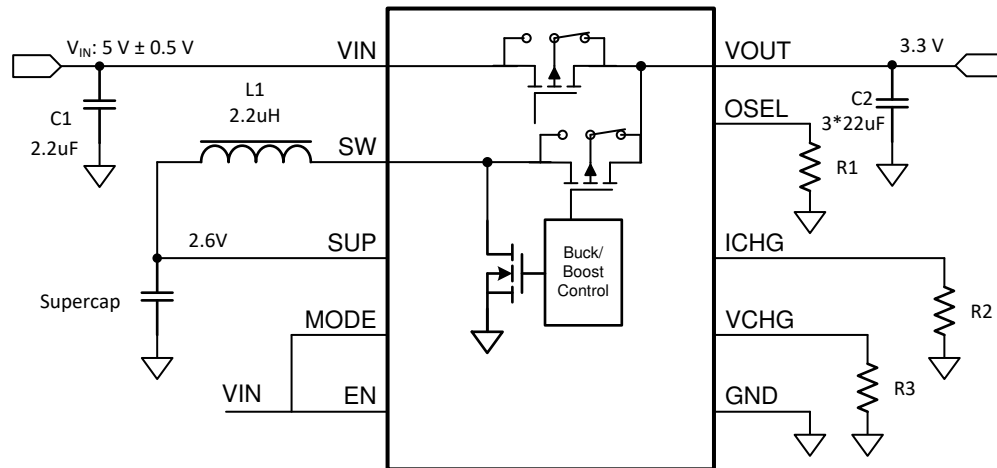 VIN: 5 V ± 0.5 V
VIN
VOUT
3.3 V
C1
2.2uF
L1
2.2uH
SW
OSEL
C2
3*22uF
R1
2.6V
SUP
Supercap
Buck/
Boost
Control
ICHG
R2
MODE
VCHG
VIN
EN
GND
R3